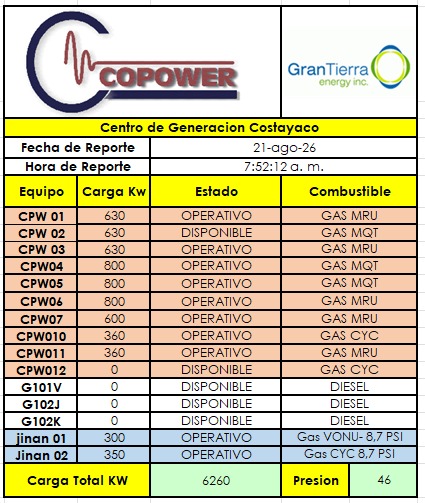 COPOWER
GranTierra
energy inc.
Centro de Generacion Costayaco
Fecha de Reporte 21-ago-26
Hora de Reporte 7:52:12 a. m.
Equipo Carga Kw Estado Combustible
CPW 01 630 OPERATIVO GAS MRU
CPW 02 630 DISPONIBLE GAS MQT
CPW 03 630 OPERATIVO GAS MRU
CPW04 800 OPERATIVO GAS MQT
CPW05 800 OPERATIVO GAS MQT
CPW06 800 OPERATIVO GAS MRU
CPW07 600 OPERATIVO GAS MRU
CPW010 360 OPERATIVO GAS CYC
CPW011 360 OPERATIVO GAS MRU
CPW012 0 DISPONIBLE GAS CYC
G101V 0 DISPONIBLE DIESEL
G102J 0 DISPONIBLE DIESEL
G102K 0 DISPONIBLE DIESEL
jinan 01 300 OPERATIVO Gas VONU- 8,7 PSI
Jinan 02 350 OPERATIVO Gas CYC 8,7 PSI
Carga Total KW 6260 Presion 46